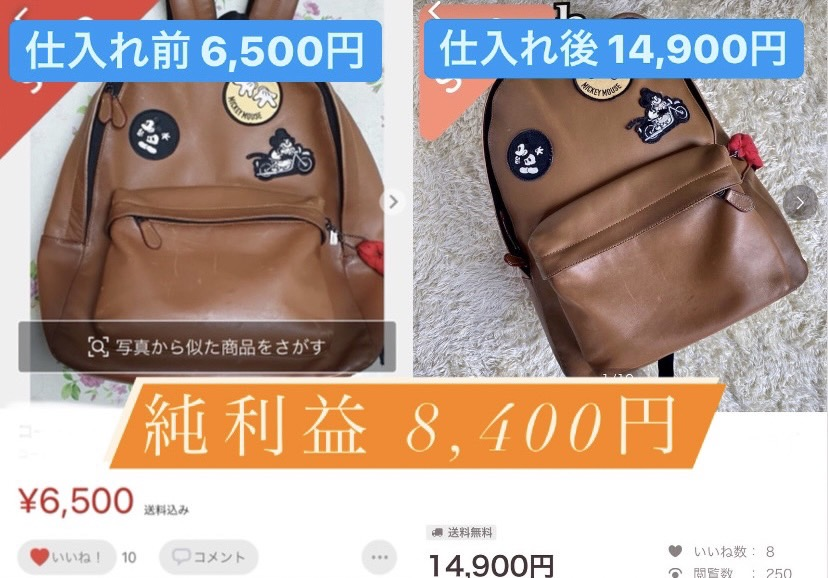 仕入れ前 6,500円
仕入れ後 14,900円
MICKEY MOUSE
MICKEY MOUSE
写真から似た商品をさがす
純利益 8,400円
¥6,500 送料込み
いいね！ 10
コメント
送料無料
14,900円
いいね数： 8
閲覧数 ： 250